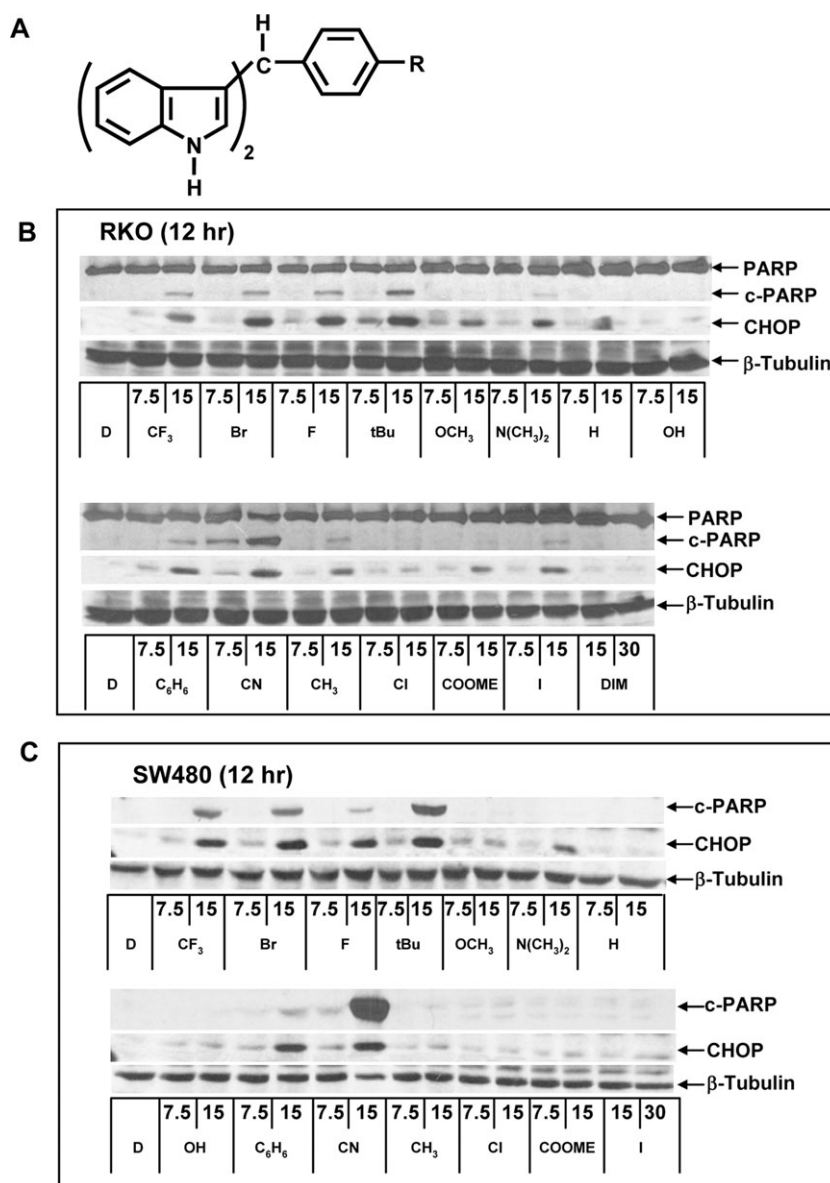 A
H
C
R
N
H
2
B
RKO (12 hr)
PARP
c-PARP
CHOP
β-Tubulin
7.5 15 7.5 15 7.5 15 7.5 15 7.5 15 7.5 15 7.5 15 7.5 15
D CF₃ Br F tBu OCH₃ N(CH₃)₂ H OH
PARP
c-PARP
CHOP
β-Tubulin
7.5 15 7.5 15 7.5 15 7.5 15 7.5 15 7.5 15 15 30
D C₆H₆ CN CH₃ Cl COOME I DIM
C
SW480 (12 hr)
c-PARP
CHOP
β-Tubulin
7.5 15 7.5 15 7.5 15 7.5 15 7.5 15 7.5 15 7.5 15
D CF₃ Br F tBu OCH₃ N(CH₃)₂ H
c-PARP
CHOP
β-Tubulin
7.5 15 7.5 15 7.5 15 7.5 15 7.5 15 7.5 15 15 30
D OH C₆H₆ CN CH₃ Cl COOME I